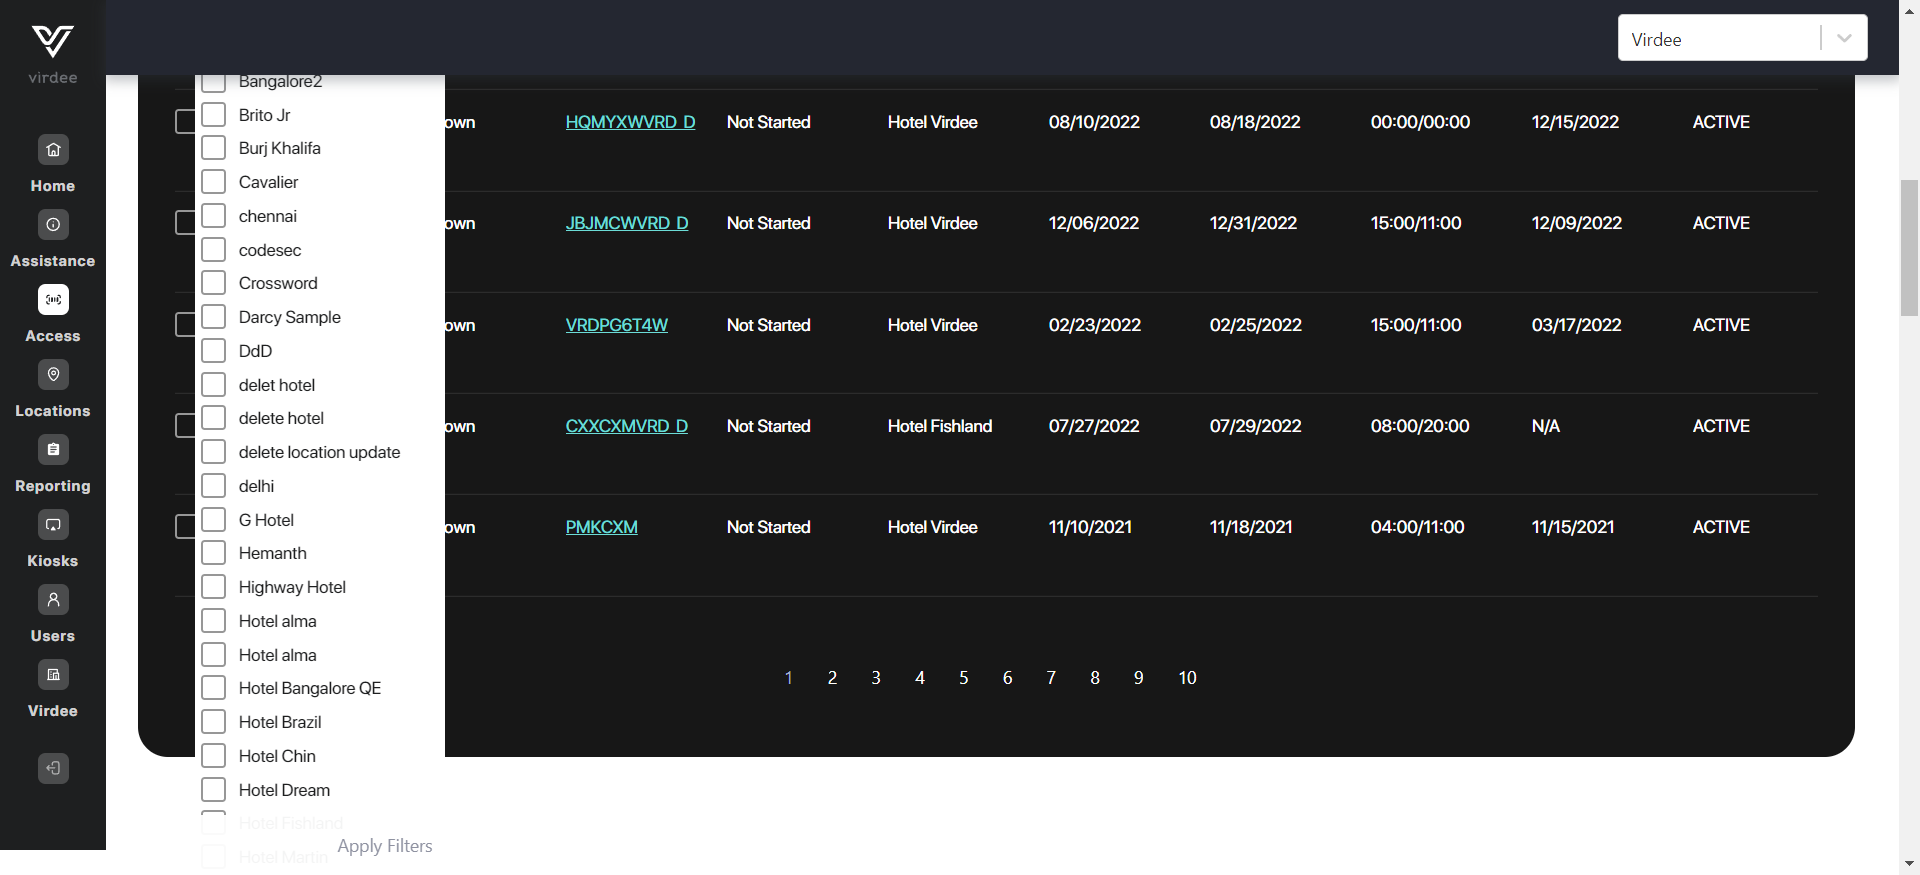 virdee
Home
Assistance
Access
Locations
Reporting
Kiosks
Users
Virdee
Virdee
Bangalore2
Brito Jr
Burj Khalifa
Cavalier
chennai
codesec
Crossword
Darcy Sample
DdD
delet hotel
delete hotel
delete location update
delhi
G Hotel
Hemanth
Highway Hotel
Hotel alma
Hotel alma
Hotel Bangalore QE
Hotel Brazil
Hotel Chin
Hotel Dream
Hotel Fishland
Hotel Martin
Apply Filters
own HQMYXWVRD_D Not Started Hotel Virdee 08/10/2022 08/18/2022 00:00/00:00 12/15/2022 ACTIVE
own JBJMCWVRD_D Not Started Hotel Virdee 12/06/2022 12/31/2022 15:00/11:00 12/09/2022 ACTIVE
own VRDPG6T4W Not Started Hotel Virdee 02/23/2022 02/25/2022 15:00/11:00 03/17/2022 ACTIVE
own CXXCXMVRD_D Not Started Hotel Fishland 07/27/2022 07/29/2022 08:00/20:00 N/A ACTIVE
own PMKCXM Not Started Hotel Virdee 11/10/2021 11/18/2021 04:00/11:00 11/15/2021 ACTIVE
1 2 3 4 5 6 7 8 9 10